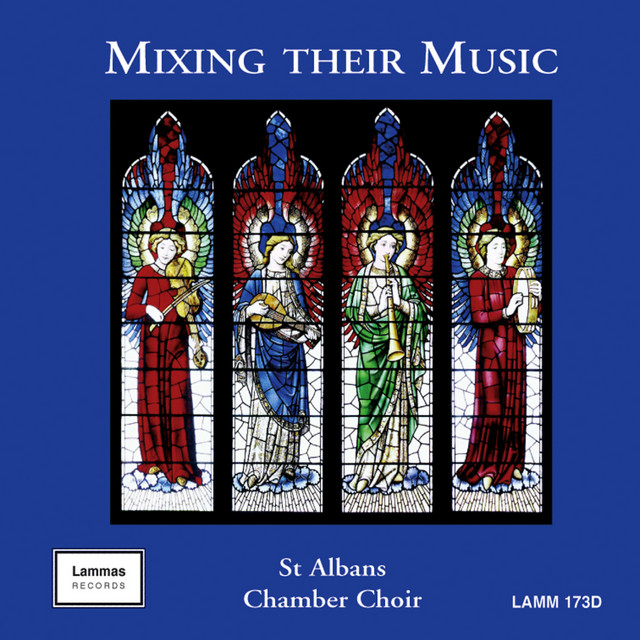 MIXING THEIR MUSIC
Lammas
RECORDS
St Albans
Chamber Choir
LAMM 173D